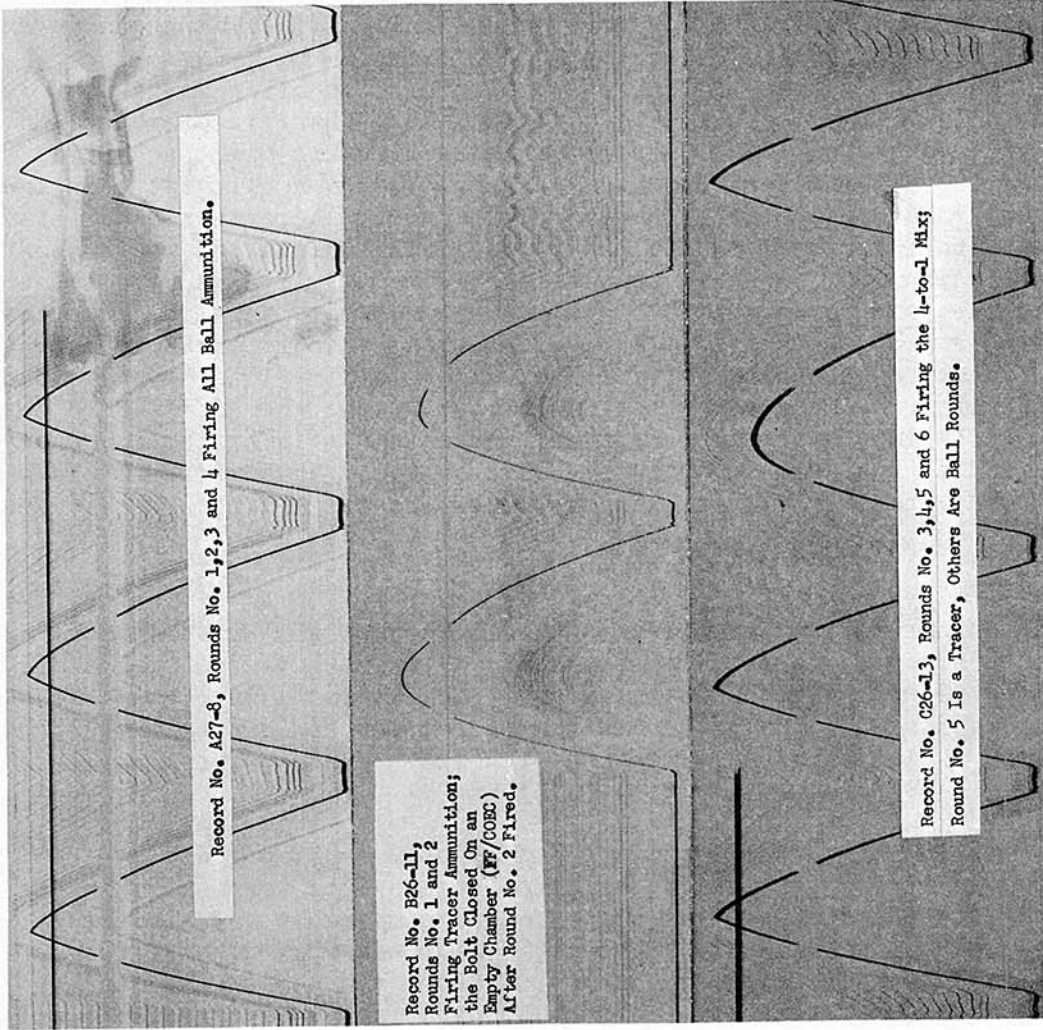 Record No. A27-8, Rounds No. 1,2,3 and 4 Firing All Ball Ammunition.
Record No. B26-11,
Rounds No. 1 and 2
Firing Tracer Ammunition;
the Bolt Closed On an
Empty Chamber (FF/COEC)
After Round No. 2 Fired.
Record No. C26-13, Rounds No. 3,4,5 and 6 Firing the 4-to-1 Mix;
Round No. 5 Is a Tracer, Others Are Ball Rounds.